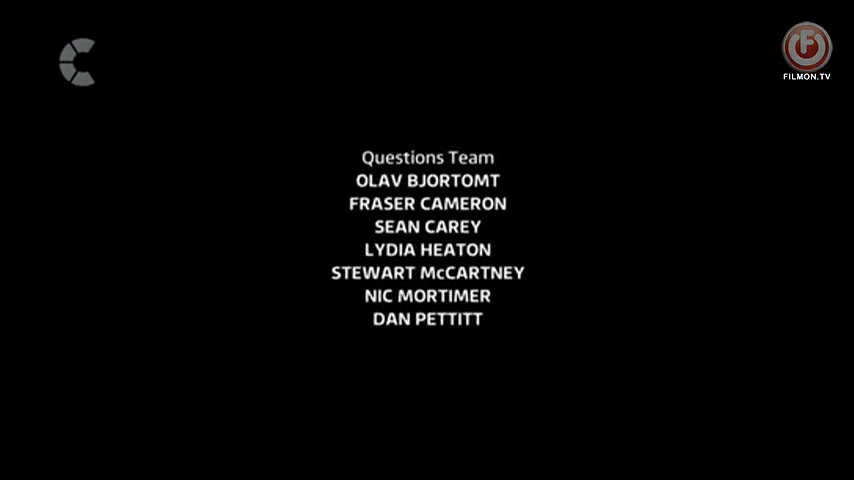 FILMON.TV
Questions Team
OLAV BJORTOMT
FRASER CAMERON
SEAN CAREY
LYDIA HEATON
STEWART McCARTNEY
NIC MORTIMER
DAN PETTITT